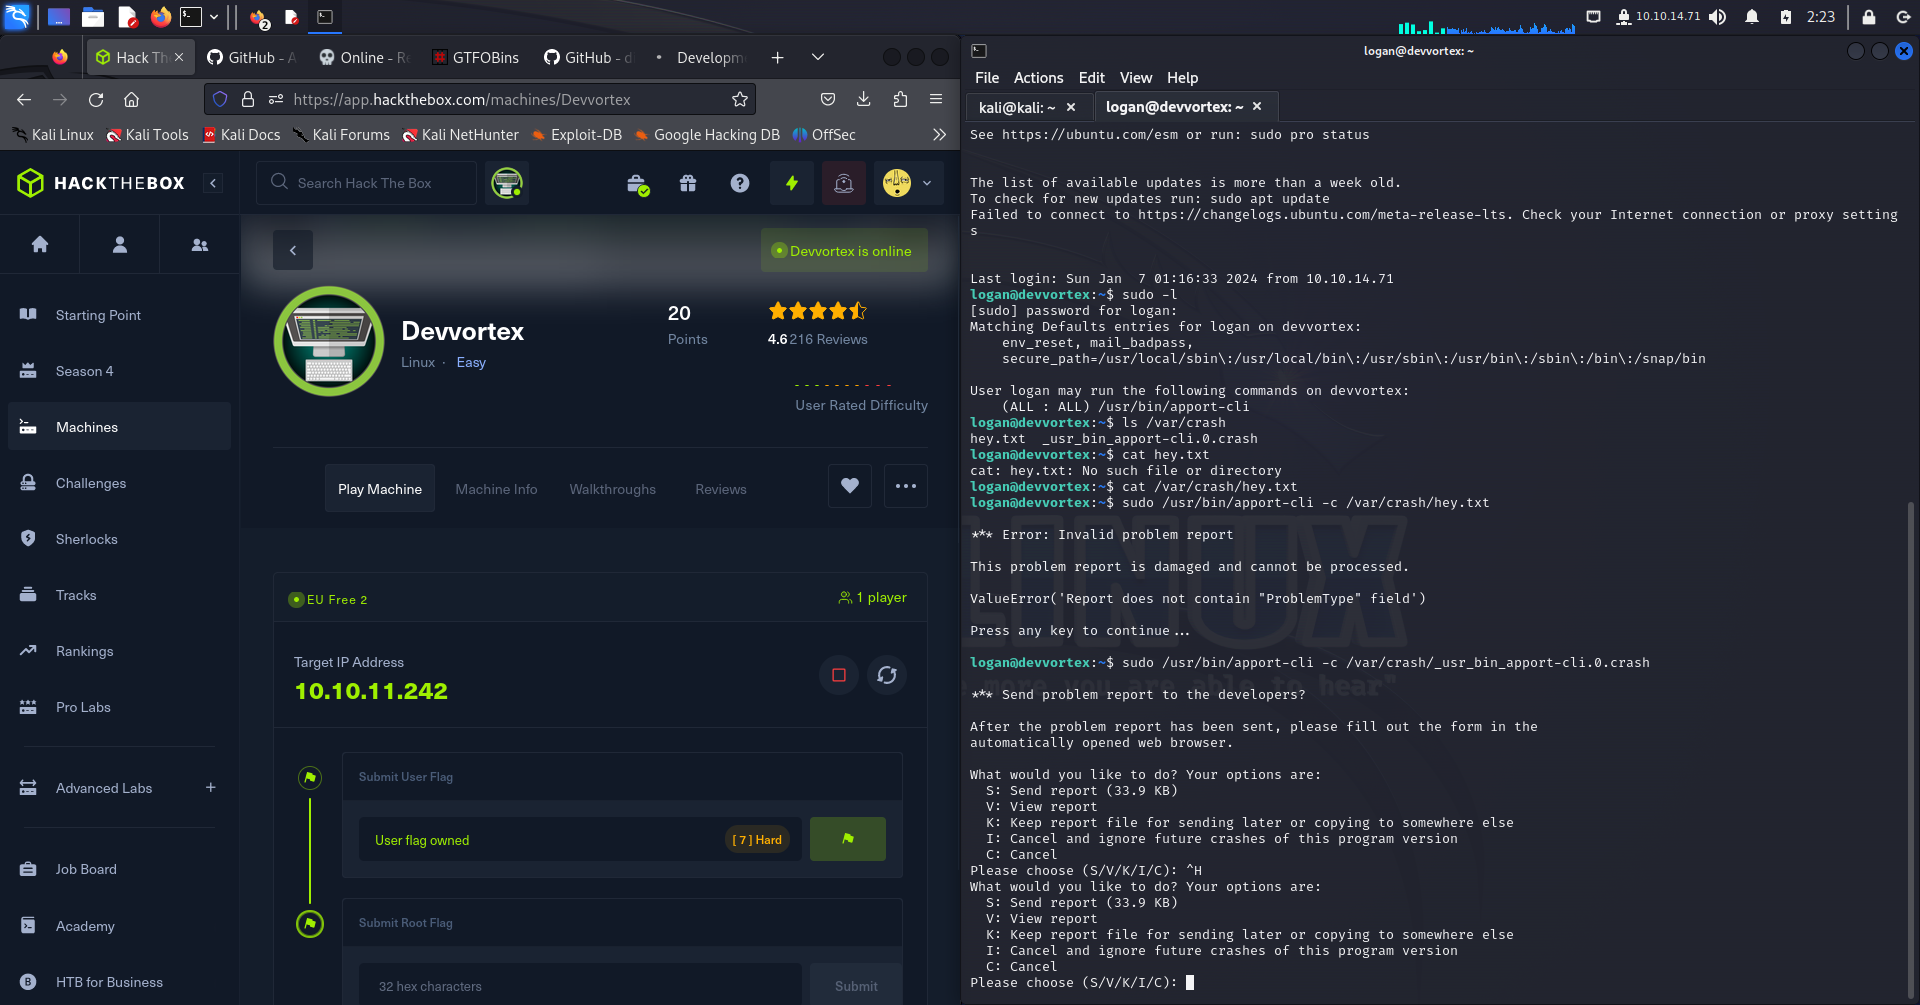 2
10.10.14.71
2:23
Hack Th
GitHub - A
Online - Re
GTFOBins
GitHub - d
Developm
https://app.hackthebox.com/machines/Devvortex
Kali Linux
Kali Tools
Kali Docs
Kali Forums
Kali NetHunter
Exploit-DB
Google Hacking DB
OffSec
HACKTHEBOX
Search Hack The Box
Starting Point
Season 4
Machines
Challenges
Sherlocks
Tracks
Rankings
Pro Labs
Advanced Labs
Job Board
Academy
HTB for Business
Devvortex is online
Devvortex
Linux · Easy
20
Points
4.6 216 Reviews
User Rated Difficulty
Play Machine
Machine Info
Walkthroughs
Reviews
EU Free 2
1 player
Target IP Address
10.10.11.242
Submit User Flag
User flag owned
[ 7 ] Hard
Submit Root Flag
32 hex characters
Submit
logan@devvortex: ~
File Actions Edit View Help
kali@kali: ~
logan@devvortex: ~
See https://ubuntu.com/esm or run: sudo pro status
The list of available updates is more than a week old.
To check for new updates run: sudo apt update
Failed to connect to https://changelogs.ubuntu.com/meta-release-lts. Check your Internet connection or proxy setting
s
Last login: Sun Jan  7 01:16:33 2024 from 10.10.14.71
logan@devvortex:~$ sudo -l
[sudo] password for logan:
Matching Defaults entries for logan on devvortex:
    env_reset, mail_badpass,
    secure_path=/usr/local/sbin\:/usr/local/bin\:/usr/sbin\:/usr/bin\:/sbin\:/bin\:/snap/bin
User logan may run the following commands on devvortex:
    (ALL : ALL) /usr/bin/apport-cli
logan@devvortex:~$ ls /var/crash
hey.txt  _usr_bin_apport-cli.0.crash
logan@devvortex:~$ cat hey.txt
cat: hey.txt: No such file or directory
logan@devvortex:~$ cat /var/crash/hey.txt
logan@devvortex:~$ sudo /usr/bin/apport-cli -c /var/crash/hey.txt
*** Error: Invalid problem report
This problem report is damaged and cannot be processed.
ValueError('Report does not contain "ProblemType" field')
Press any key to continue...
logan@devvortex:~$ sudo /usr/bin/apport-cli -c /var/crash/_usr_bin_apport-cli.0.crash
*** Send problem report to the developers?
After the problem report has been sent, please fill out the form in the
automatically opened web browser.
What would you like to do? Your options are:
  S: Send report (33.9 KB)
  V: View report
  K: Keep report file for sending later or copying to somewhere else
  I: Cancel and ignore future crashes of this program version
  C: Cancel
Please choose (S/V/K/I/C): ^H
What would you like to do? Your options are:
  S: Send report (33.9 KB)
  V: View report
  K: Keep report file for sending later or copying to somewhere else
  I: Cancel and ignore future crashes of this program version
  C: Cancel
Please choose (S/V/K/I/C):